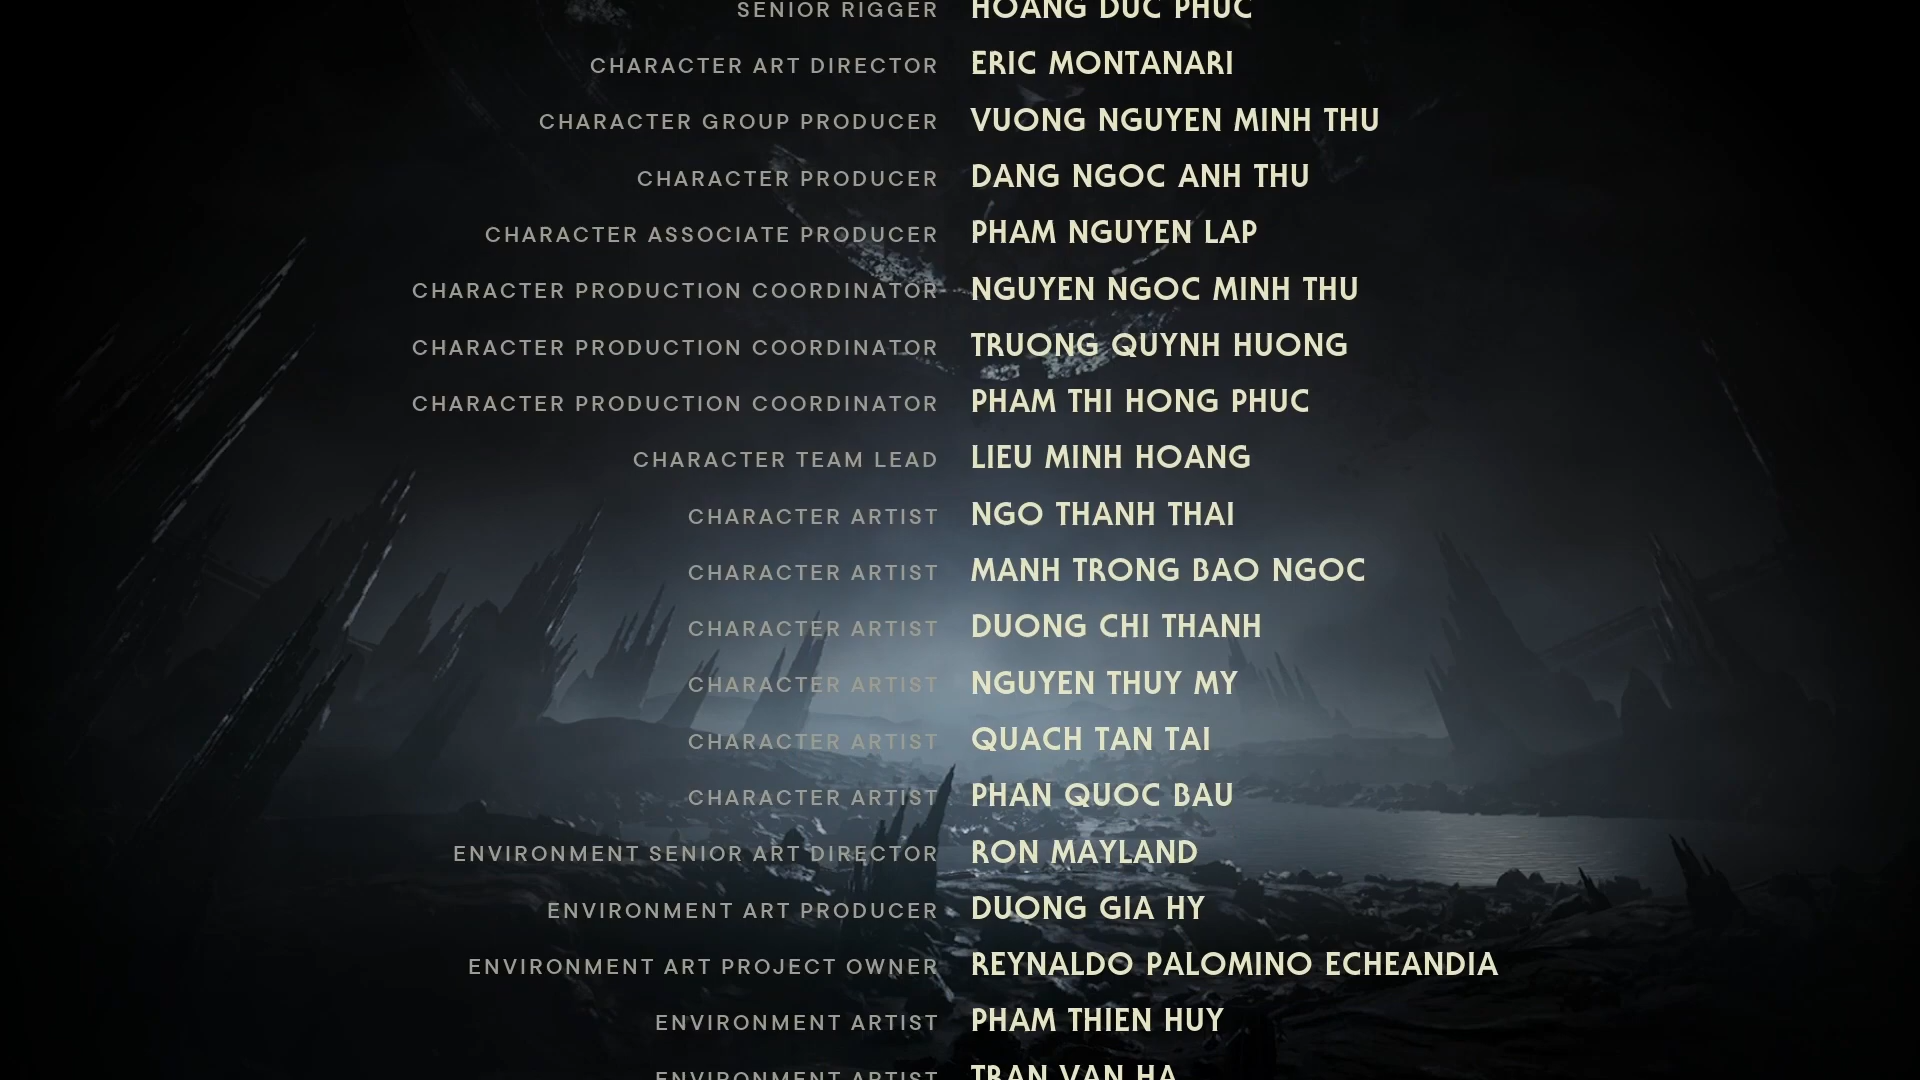 SENIOR RIGGER HOANG DUC PHUC
CHARACTER ART DIRECTOR ERIC MONTANARI
CHARACTER GROUP PRODUCER VUONG NGUYEN MINH THU
CHARACTER PRODUCER DANG NGOC ANH THU
CHARACTER ASSOCIATE PRODUCER PHAM NGUYEN LAP
CHARACTER PRODUCTION COORDINATOR NGUYEN NGOC MINH THU
CHARACTER PRODUCTION COORDINATOR TRUONG QUYNH HUONG
CHARACTER PRODUCTION COORDINATOR PHAM THI HONG PHUC
CHARACTER TEAM LEAD LIEU MINH HOANG
CHARACTER ARTIST NGO THANH THAI
CHARACTER ARTIST MANH TRONG BAO NGOC
CHARACTER ARTIST DUONG CHI THANH
CHARACTER ARTIST NGUYEN THUY MY
CHARACTER ARTIST QUACH TAN TAI
CHARACTER ARTIST PHAN QUOC BAU
ENVIRONMENT SENIOR ART DIRECTOR RON MAYLAND
ENVIRONMENT ART PRODUCER DUONG GIA HY
ENVIRONMENT ART PROJECT OWNER REYNALDO PALOMINO ECHEANDIA
ENVIRONMENT ARTIST PHAM THIEN HUY
ENVIRONMENT ARTIST TRAN VAN HA